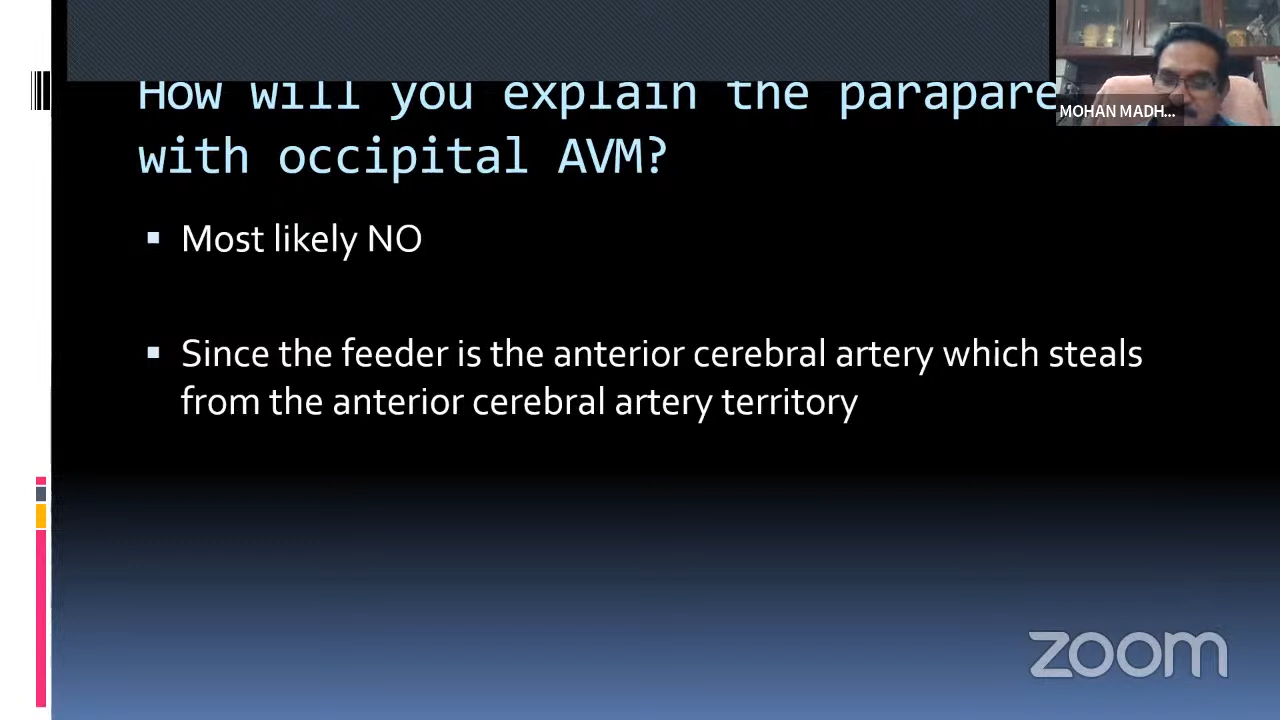 How will you explain the parapare
with occipital AVM?
MOHAN MADH...
▪ Most likely NO
▪ Since the feeder is the anterior cerebral artery which steals
from the anterior cerebral artery territory
zoom